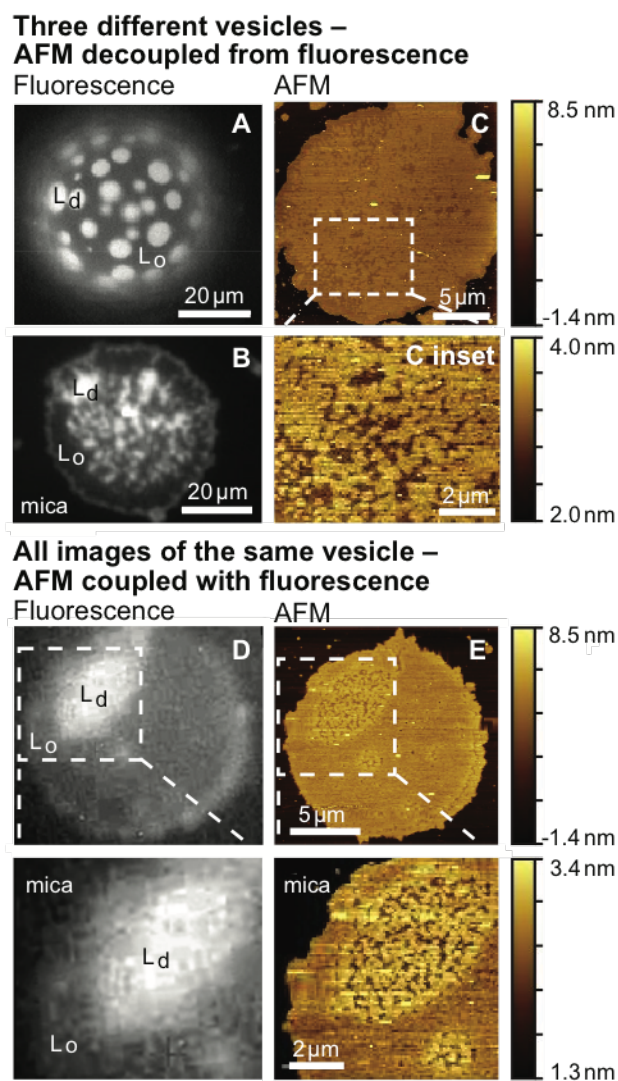 Three different vesicles –
AFM decoupled from fluorescence
Fluorescence AFM
A
Ld
Lo
20 µm
C
5 µm
8.5 nm
-1.4 nm
B
Ld
Lo
mica
20 µm
C inset
2 µm
4.0 nm
2.0 nm
All images of the same vesicle –
AFM coupled with fluorescence
Fluorescence AFM
D
Ld
Lo
E
5 µm
8.5 nm
-1.4 nm
mica
Ld
Lo
mica
2 µm
3.4 nm
1.3 nm